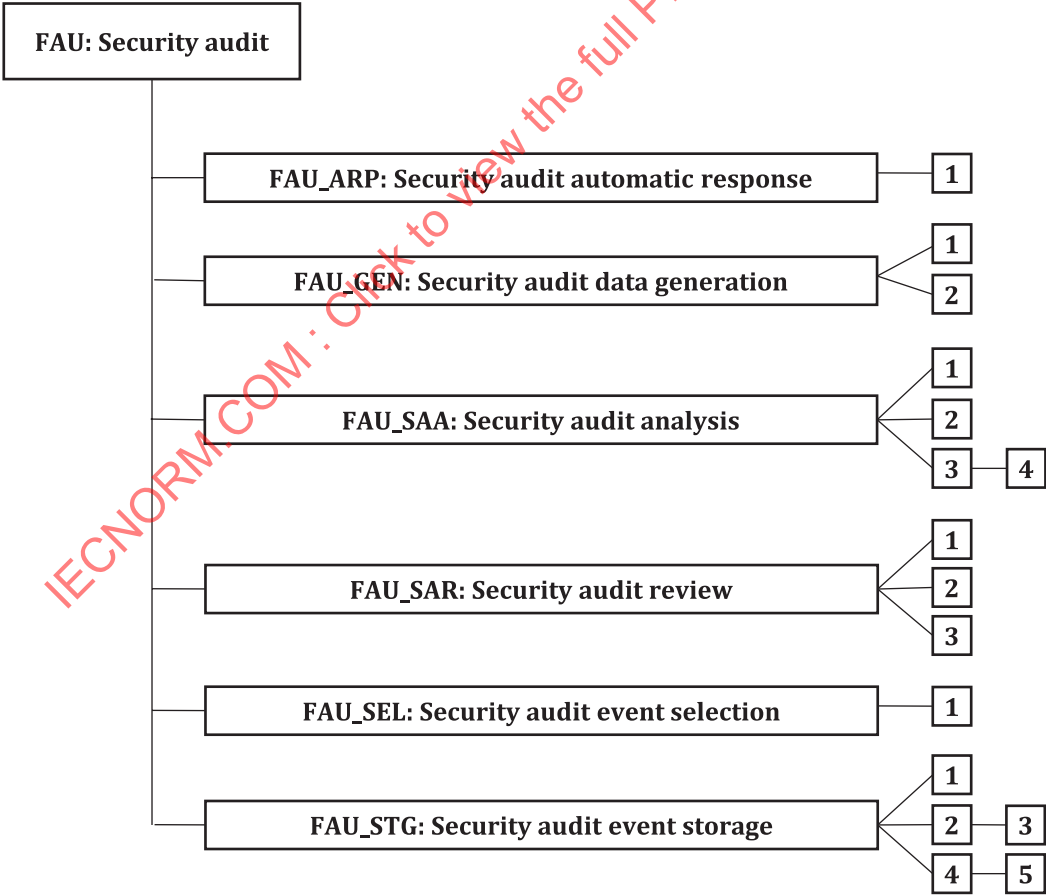 FAU: Security audit
FAU_ARP: Security audit automatic response
1
FAU_GEN: Security audit data generation
1
2
FAU_SAA: Security audit analysis
1
2
3
4
FAU_SAR: Security audit review
1
2
3
FAU_SEL: Security audit event selection
1
FAU_STG: Security audit event storage
1
2
3
4
5
IECNORM.COM : Click to view the full